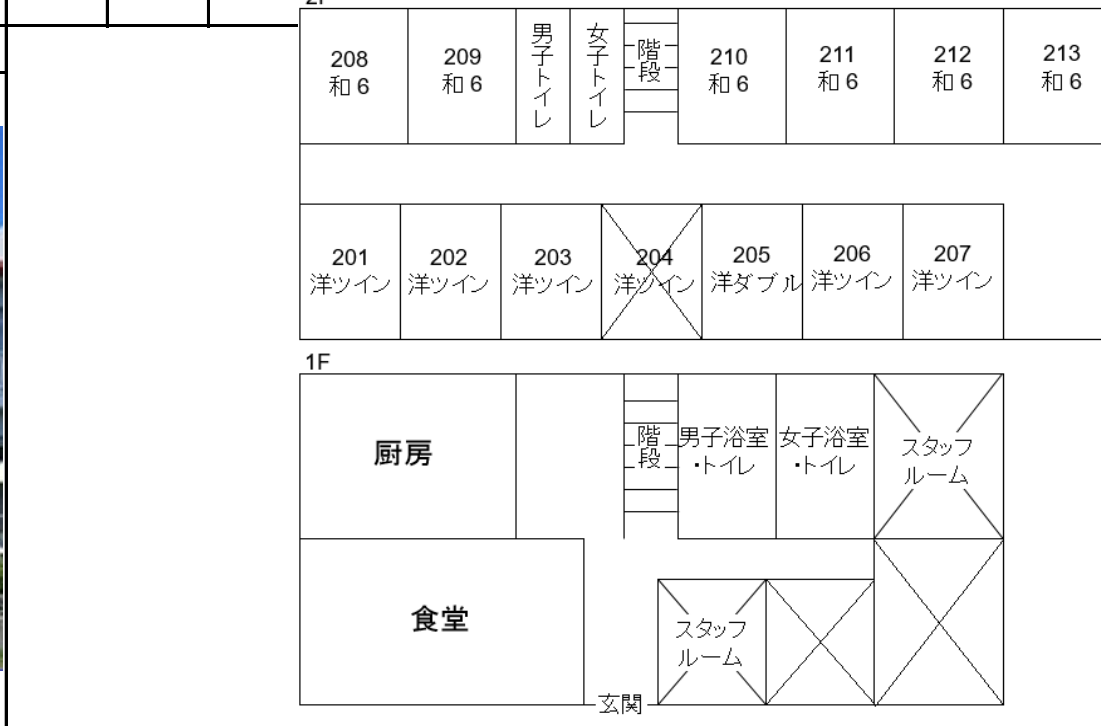 2F
208
和6
209
和6
男子トイレ
女子トイレ
階段
210
和6
211
和6
212
和6
213
和6
201
洋ツイン
202
洋ツイン
203
洋ツイン
204
洋ツイン
205
洋ダブル
206
洋ツイン
207
洋ツイン
1F
厨房
階段
男子浴室
・トイレ
女子浴室
・トイレ
スタッフ
ルーム
食堂
スタッフ
ルーム
玄関